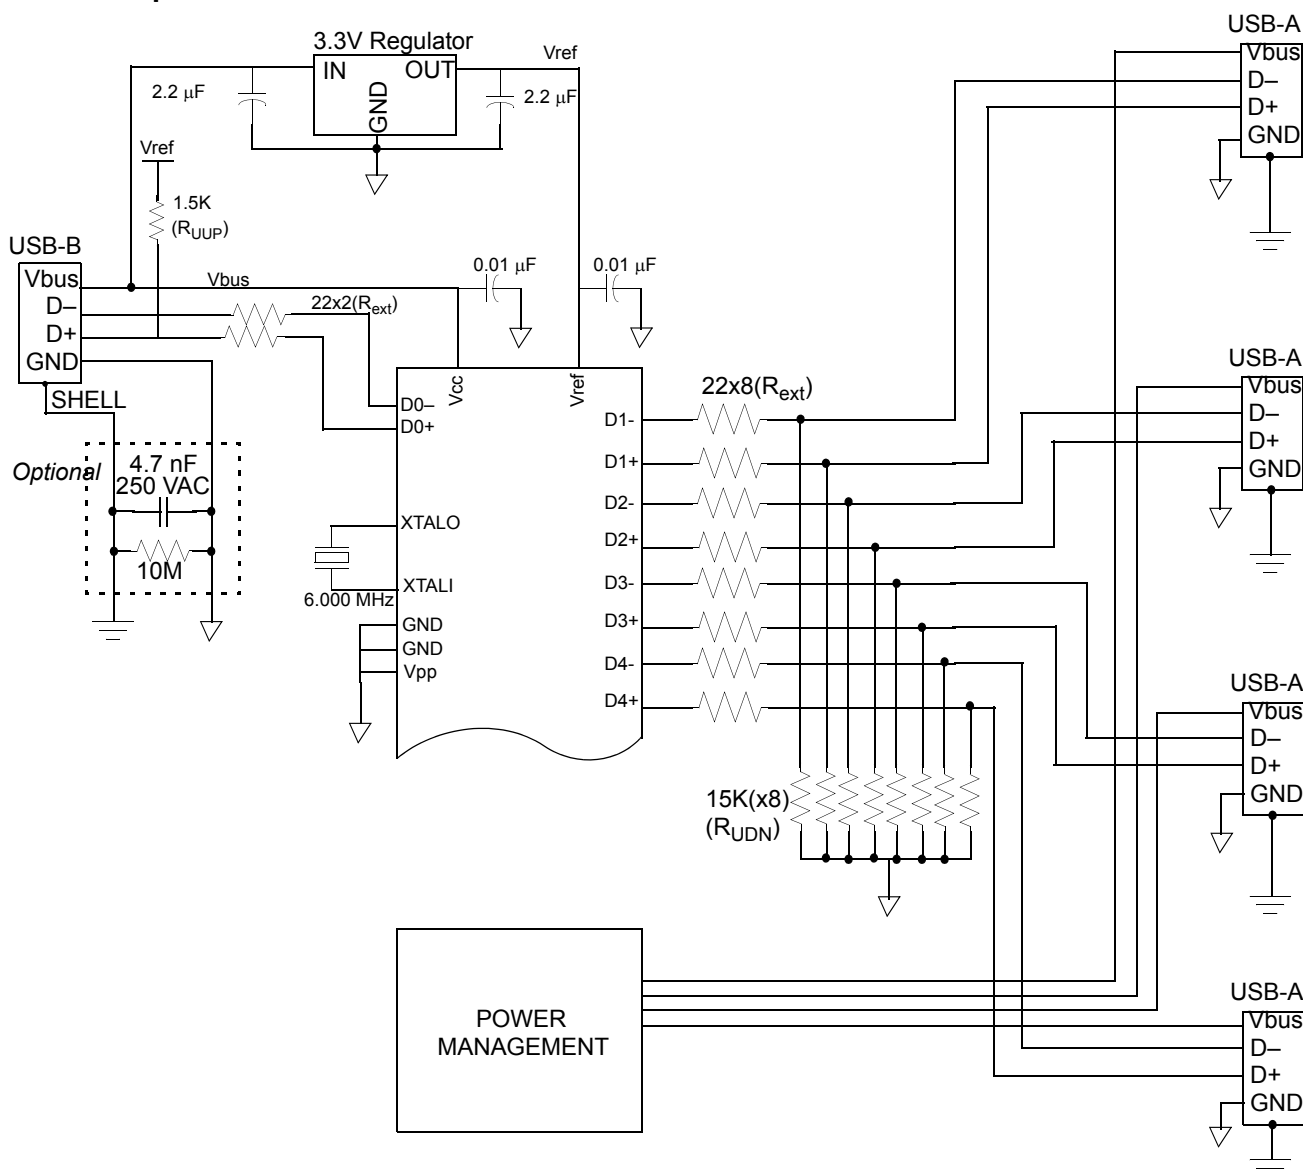 USB-A
3.3V Regulator
Vref
Vbus
IN
OUT
D–
2.2 μF
GND
2.2 μF
D+
GND
Vref
1.5K
(RUUP)
USB-B
Vbus
Vbus
0.01 μF
0.01 μF
D–
22x2(Rext)
D+
GND
SHELL
Vcc
Vref
USB-A
Vbus
D–
D+
GND
D0–
D0+
22x8(Rext)
D1-
D1+
D2-
D2+
D3-
D3+
D4-
D4+
Optional
4.7 nF
250 VAC
10M
XTALO
XTALI
6.000 MHz
GND
GND
Vpp
USB-A
Vbus
D–
D+
GND
15K(x8)
(RUDN)
POWER
MANAGEMENT
USB-A
Vbus
D–
D+
GND